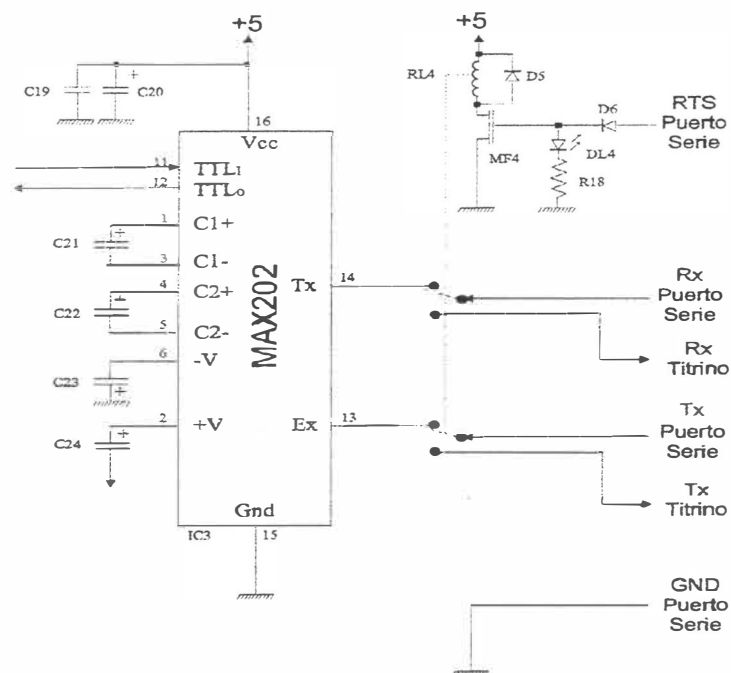 +5
C19
C20
16
Vcc
11
TTLI
12
TTLo
1
C1+
C21
3
C1-
4
C2+
C22
5
C2-
6
-V
C23
2
+V
C24
MAX202
Tx
14
Ex
13
Gnd
IC3
15
+5
RL4
D5
D6
MF4
DL4
R18
RTS
Puerto
Serie
Rx
Puerto
Serie
Rx
Titrino
Tx
Puerto
Serie
Tx
Titrino
GND
Puerto
Serie